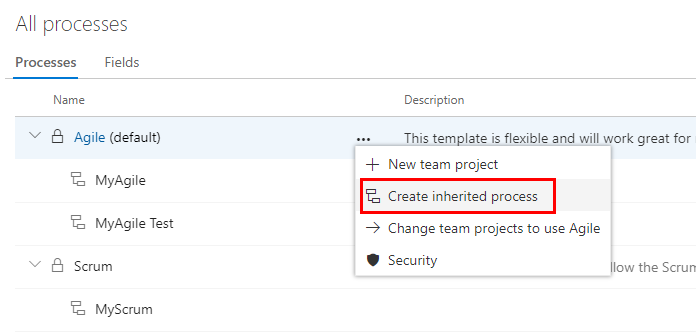 All processes
Processes Fields
Name Description
Agile (default) ... This template is flexible and will work great for
New team project
MyAgile
Create inherited process
MyAgile Test
Change team projects to use Agile
Security
Scrum llow the Scrum
MyScrum